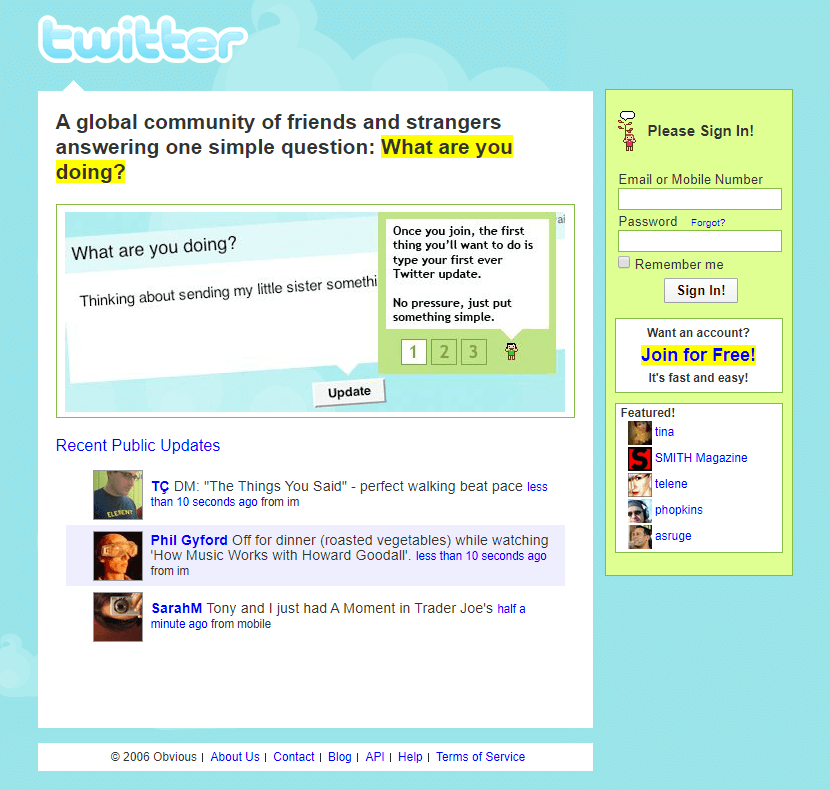 twitter
A global community of friends and strangers
answering one simple question: What are you
doing?
What are you doing?
Thinking about sending my little sister somethi
Update
Once you join, the first
thing you'll want to do is
type your first ever
Twitter update.
No pressure, just put
something simple.
1 2 3
Recent Public Updates
TÇ DM: "The Things You Said" - perfect walking beat pace less
than 10 seconds ago from im
Phil Gyford Off for dinner (roasted vegetables) while watching
'How Music Works with Howard Goodall'. less than 10 seconds ago
from im
SarahM Tony and I just had A Moment in Trader Joe's half a
minute ago from mobile
Please Sign In!
Email or Mobile Number
Password Forgot?
Remember me
Sign In!
Want an account?
Join for Free!
It's fast and easy!
Featured!
tina
SMITH Magazine
telene
phopkins
asruge
© 2006 Obvious | About Us | Contact | Blog | API | Help | Terms of Service